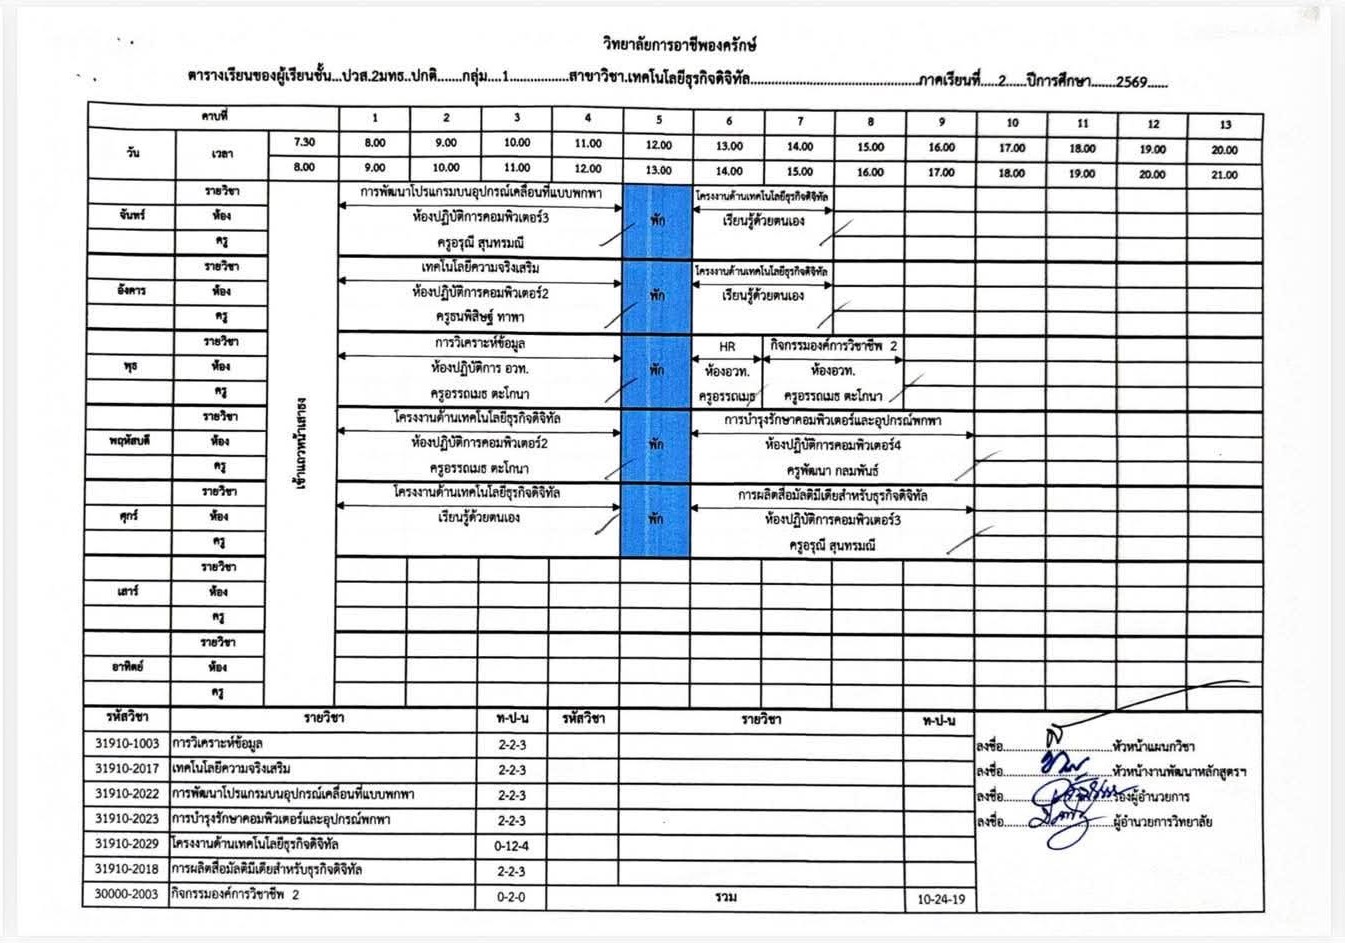 วิทยาลัยการอาชีพองครักษ์
ตารางเรียนของผู้เรียนชั้น...ปวส.2มทธ..ปกติ.......กลุ่ม....1................สาขาวิชา.เทคโนโลยีธุรกิจดิจิทัล..............................................ภาคเรียนที่.....2.....ปีการศึกษา.......2569......
คาบที่ 1 2 3 4 5 6 7 8 9 10 11 12 13
วัน เวลา 7.30 8.00 9.00 10.00 11.00 12.00 13.00 14.00 15.00 16.00 17.00 18.00 19.00 20.00
8.00 9.00 10.00 11.00 12.00 13.00 14.00 15.00 16.00 17.00 18.00 19.00 20.00 21.00
เข้าแถวหน้าเสาธง
รายวิชา การพัฒนาโปรแกรมบนอุปกรณ์เคลื่อนที่แบบพกพา โครงงานด้านเทคโนโลยีธุรกิจดิจิทัล
จันทร์ ห้อง ห้องปฏิบัติการคอมพิวเตอร์3 พัก เรียนรู้ด้วยตนเอง
ครู ครูอรุณี สุนทรมณี
รายวิชา เทคโนโลยีความจริงเสริม โครงงานด้านเทคโนโลยีธุรกิจดิจิทัล
อังคาร ห้อง ห้องปฏิบัติการคอมพิวเตอร์2 พัก เรียนรู้ด้วยตนเอง
ครู ครูธนพิสิษฐ์ ทาหา
รายวิชา การวิเคราะห์ข้อมูล HR กิจกรรมองค์การวิชาชีพ 2
พุธ ห้อง ห้องปฏิบัติการ อวท. พัก ห้องอวท. ห้องอวท.
ครู ครูอรรถเมธ ตะโกนา ครูอรรถเมธ ครูอรรถเมธ ตะโกนา
รายวิชา โครงงานด้านเทคโนโลยีธุรกิจดิจิทัล การบำรุงรักษาคอมพิวเตอร์และอุปกรณ์พกพา
พฤหัสบดี ห้อง ห้องปฏิบัติการคอมพิวเตอร์2 พัก ห้องปฏิบัติการคอมพิวเตอร์4
ครู ครูอรรถเมธ ตะโกนา ครูพัฒนา กลมพันธ์
รายวิชา โครงงานด้านเทคโนโลยีธุรกิจดิจิทัล การผลิตสื่อมัลติมีเดียสำหรับธุรกิจดิจิทัล
ศุกร์ ห้อง เรียนรู้ด้วยตนเอง พัก ห้องปฏิบัติการคอมพิวเตอร์3
ครู ครูอรุณี สุนทรมณี
รายวิชา
เสาร์ ห้อง
ครู
รายวิชา
อาทิตย์ ห้อง
ครู
รหัสวิชา รายวิชา ท-ป-น รหัสวิชา รายวิชา ท-ป-น
31910-1003 การวิเคราะห์ข้อมูล 2-2-3 ลงชื่อ..........................หัวหน้าแผนกวิชา
31910-2017 เทคโนโลยีความจริงเสริม 2-2-3 ลงชื่อ..........................หัวหน้างานพัฒนาหลักสูตรฯ
31910-2022 การพัฒนาโปรแกรมบนอุปกรณ์เคลื่อนที่แบบพกพา 2-2-3 ลงชื่อ..........................รองผู้อำนวยการ
31910-2023 การบำรุงรักษาคอมพิวเตอร์และอุปกรณ์พกพา 2-2-3 ลงชื่อ..........................ผู้อำนวยการวิทยาลัย
31910-2029 โครงงานด้านเทคโนโลยีธุรกิจดิจิทัล 0-12-4
31910-2018 การผลิตสื่อมัลติมีเดียสำหรับธุรกิจดิจิทัล 2-2-3
30000-2003 กิจกรรมองค์การวิชาชีพ 2 0-2-0 รวม 10-24-19